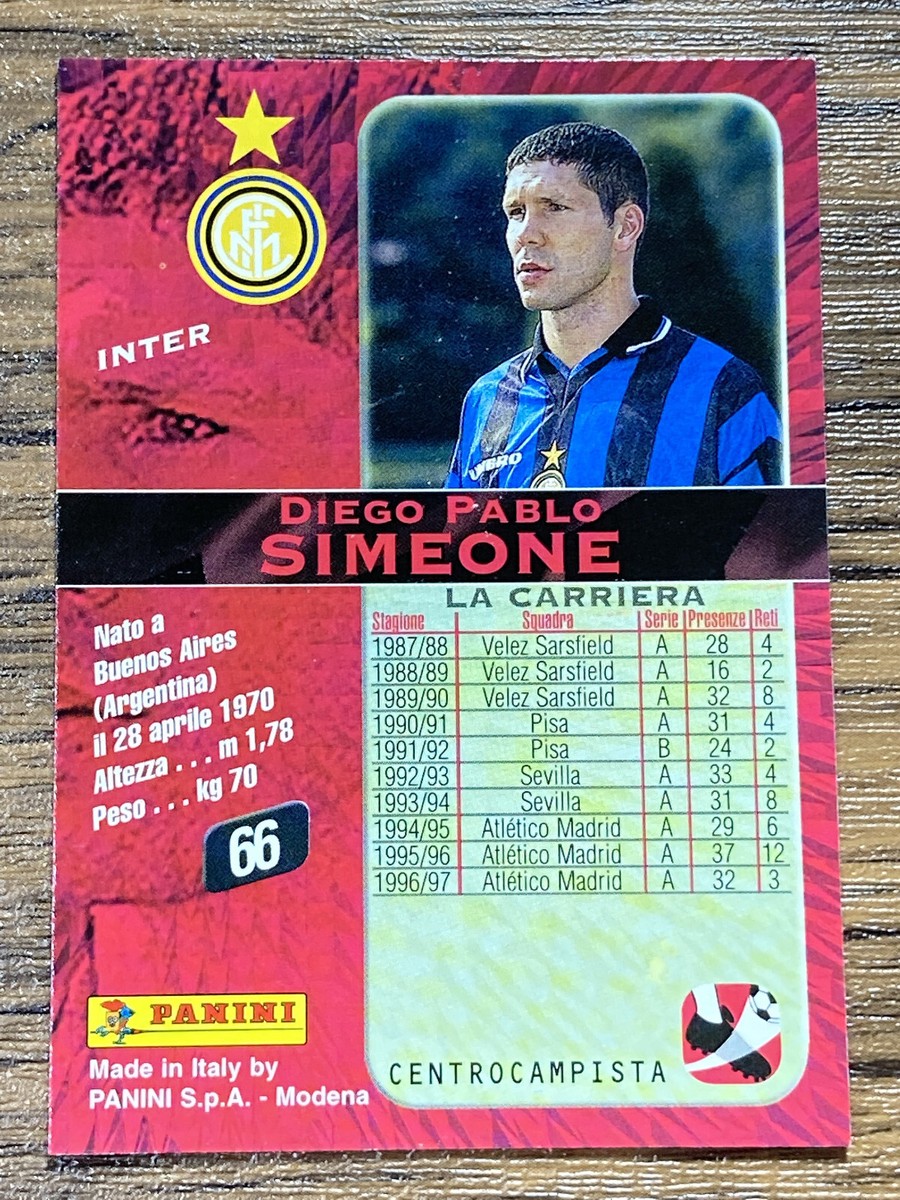 INTER
UMBRO
DIEGO PABLO
SIMEONE
Nato a
Buenos Aires
(Argentina)
il 28 aprile 1970
Altezza . . . m 1,78
Peso . . . kg 70
66
LA CARRIERA
Stagione Squadra Serie Presenze Reti
1987/88 Velez Sarsfield A 28 4
1988/89 Velez Sarsfield A 16 2
1989/90 Velez Sarsfield A 32 8
1990/91 Pisa A 31 4
1991/92 Pisa B 24 2
1992/93 Sevilla A 33 4
1993/94 Sevilla A 31 8
1994/95 Atlético Madrid A 29 6
1995/96 Atlético Madrid A 37 12
1996/97 Atlético Madrid A 32 3
PANINI
Made in Italy by
PANINI S.p.A. - Modena
CENTROCAMPISTA